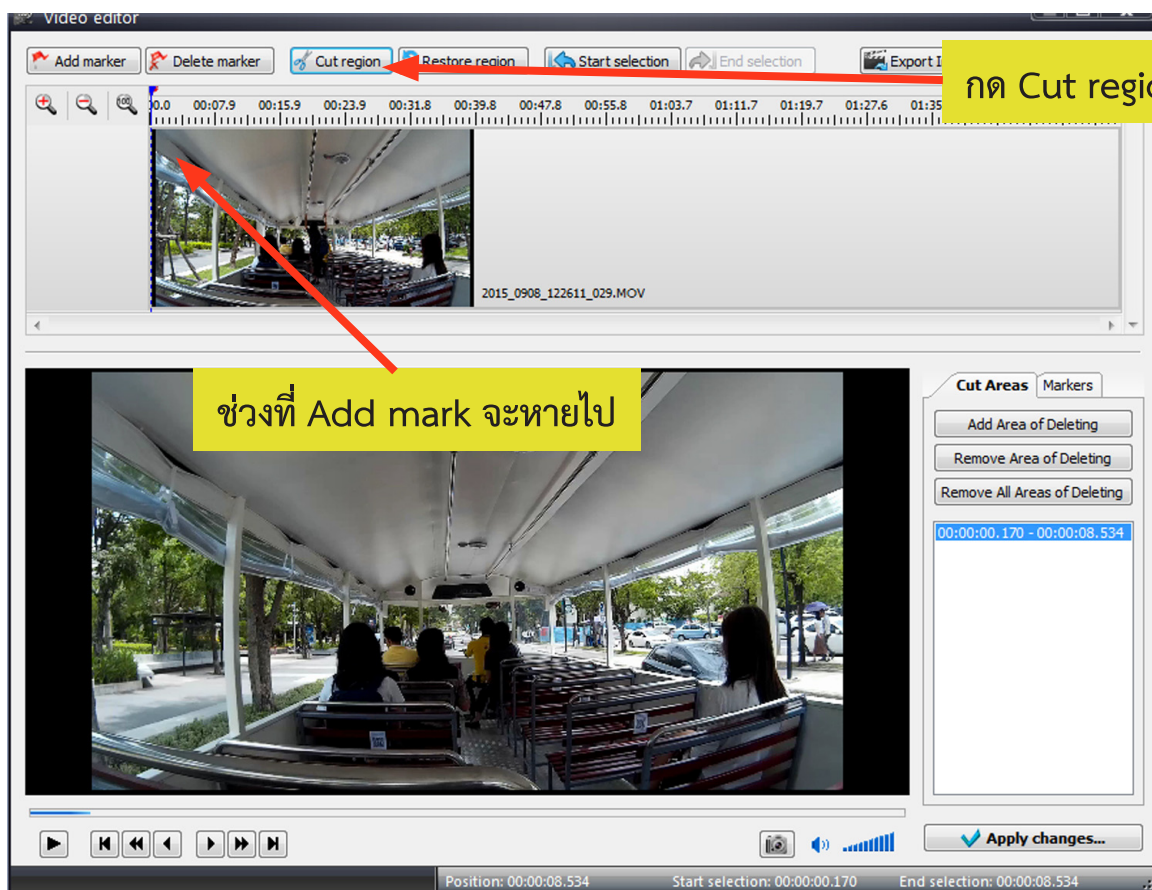 Video editor
Add marker Delete marker Cut region Restore region Start selection End selection Export
กด Cut
00:07.9 00:15.9 00:23.9 00:31.8 00:39.8 00:47.8 00:55.8 01:03.7 01:11.7 01:19.7 01:27.6
100
2015_0908_122611_029.MOV
ช่วงที่ Add mark จะหายไป
Cut Areas Markers
Add Area of Deleting
Remove Area of Deleting
Remove All Areas of Deleting
00:00:00.170 - 00:00:08.534
Apply changes...
Position: 00:00:08.534 Start selection: 00:00:00.170 End selection: 00:00:08.534